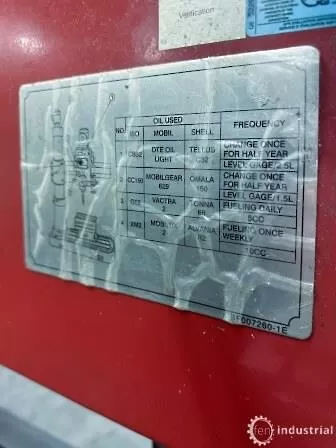 Verification
OIL USED
FREQUENCY
NO. ISO MOBIL SHELL
1 CB32 DTE OIL LIGHT TELLUS C32 CHANGE ONCE
FOR HALF YEAR
LEVEL GAGE/2.5L
2 CC150 MOBILGEAR 629 OMALA 150 CHANGE ONCE
FOR HALF YEAR
LEVEL GAGE/1.5L
3 G68 VACTRA 2 TONNA 68 FUELING DAILY
5CC
4 XM2 2 ALVANIA R2 FUELING ONCE
WEEKLY
10CC
BF007260-1E
fen industrial